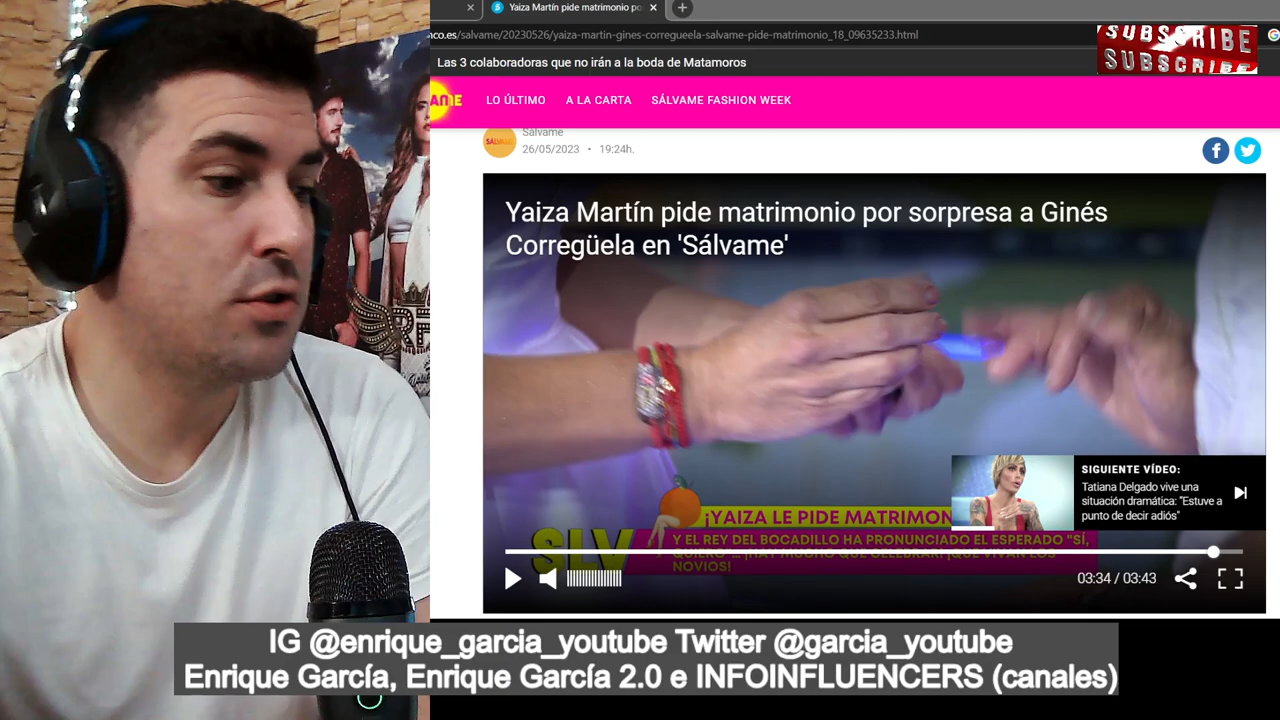 Yaiza Martín pide matrimonio po
nco.es/salvame/20230526/yaiza-martin-gines-corregueela-salvame-pide-matrimonio_18_09635233.html
SUBSCRIBE
SUBSCRIBE
Las 3 colaboradoras que no irán a la boda de Matamoros
AME
LO ÚLTIMO
A LA CARTA
SÁLVAME FASHION WEEK
SÁLVAME
Sálvame
26/05/2023 • 19:24h.
Yaiza Martín pide matrimonio por sorpresa a Ginés
Corregüela en 'Sálvame'
SIGUIENTE VÍDEO:
Tatiana Delgado vive una
situación dramática: "Estuve a
punto de decir adiós"
¡YAIZA LE PIDE MATRIMON
SLV
Y EL REY DEL BOCADILLO HA PRONUNCIADO EL ESPERADO "SÍ,
QUIERO"... ¡HAY MUCHO QUE CELEBRAR! ¡QUE VIVAN LOS
NOVIOS!
03:34 / 03:43
IG @enrique_garcia_youtube Twitter @garcia_youtube
Enrique García, Enrique García 2.0 e INFOINFLUENCERS (canales)